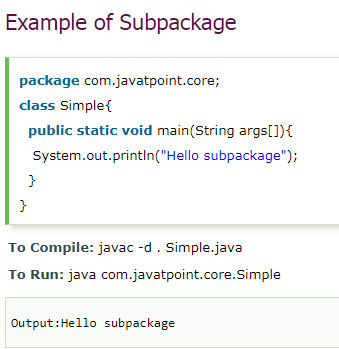 Example of Subpackage
package com.javatpoint.core;
class Simple{
public static void main(String args[]){
System.out.println("Hello subpackage");
}
}
To Compile: javac -d . Simple.java
To Run: java com.javatpoint.core.Simple
Output:Hello subpackage